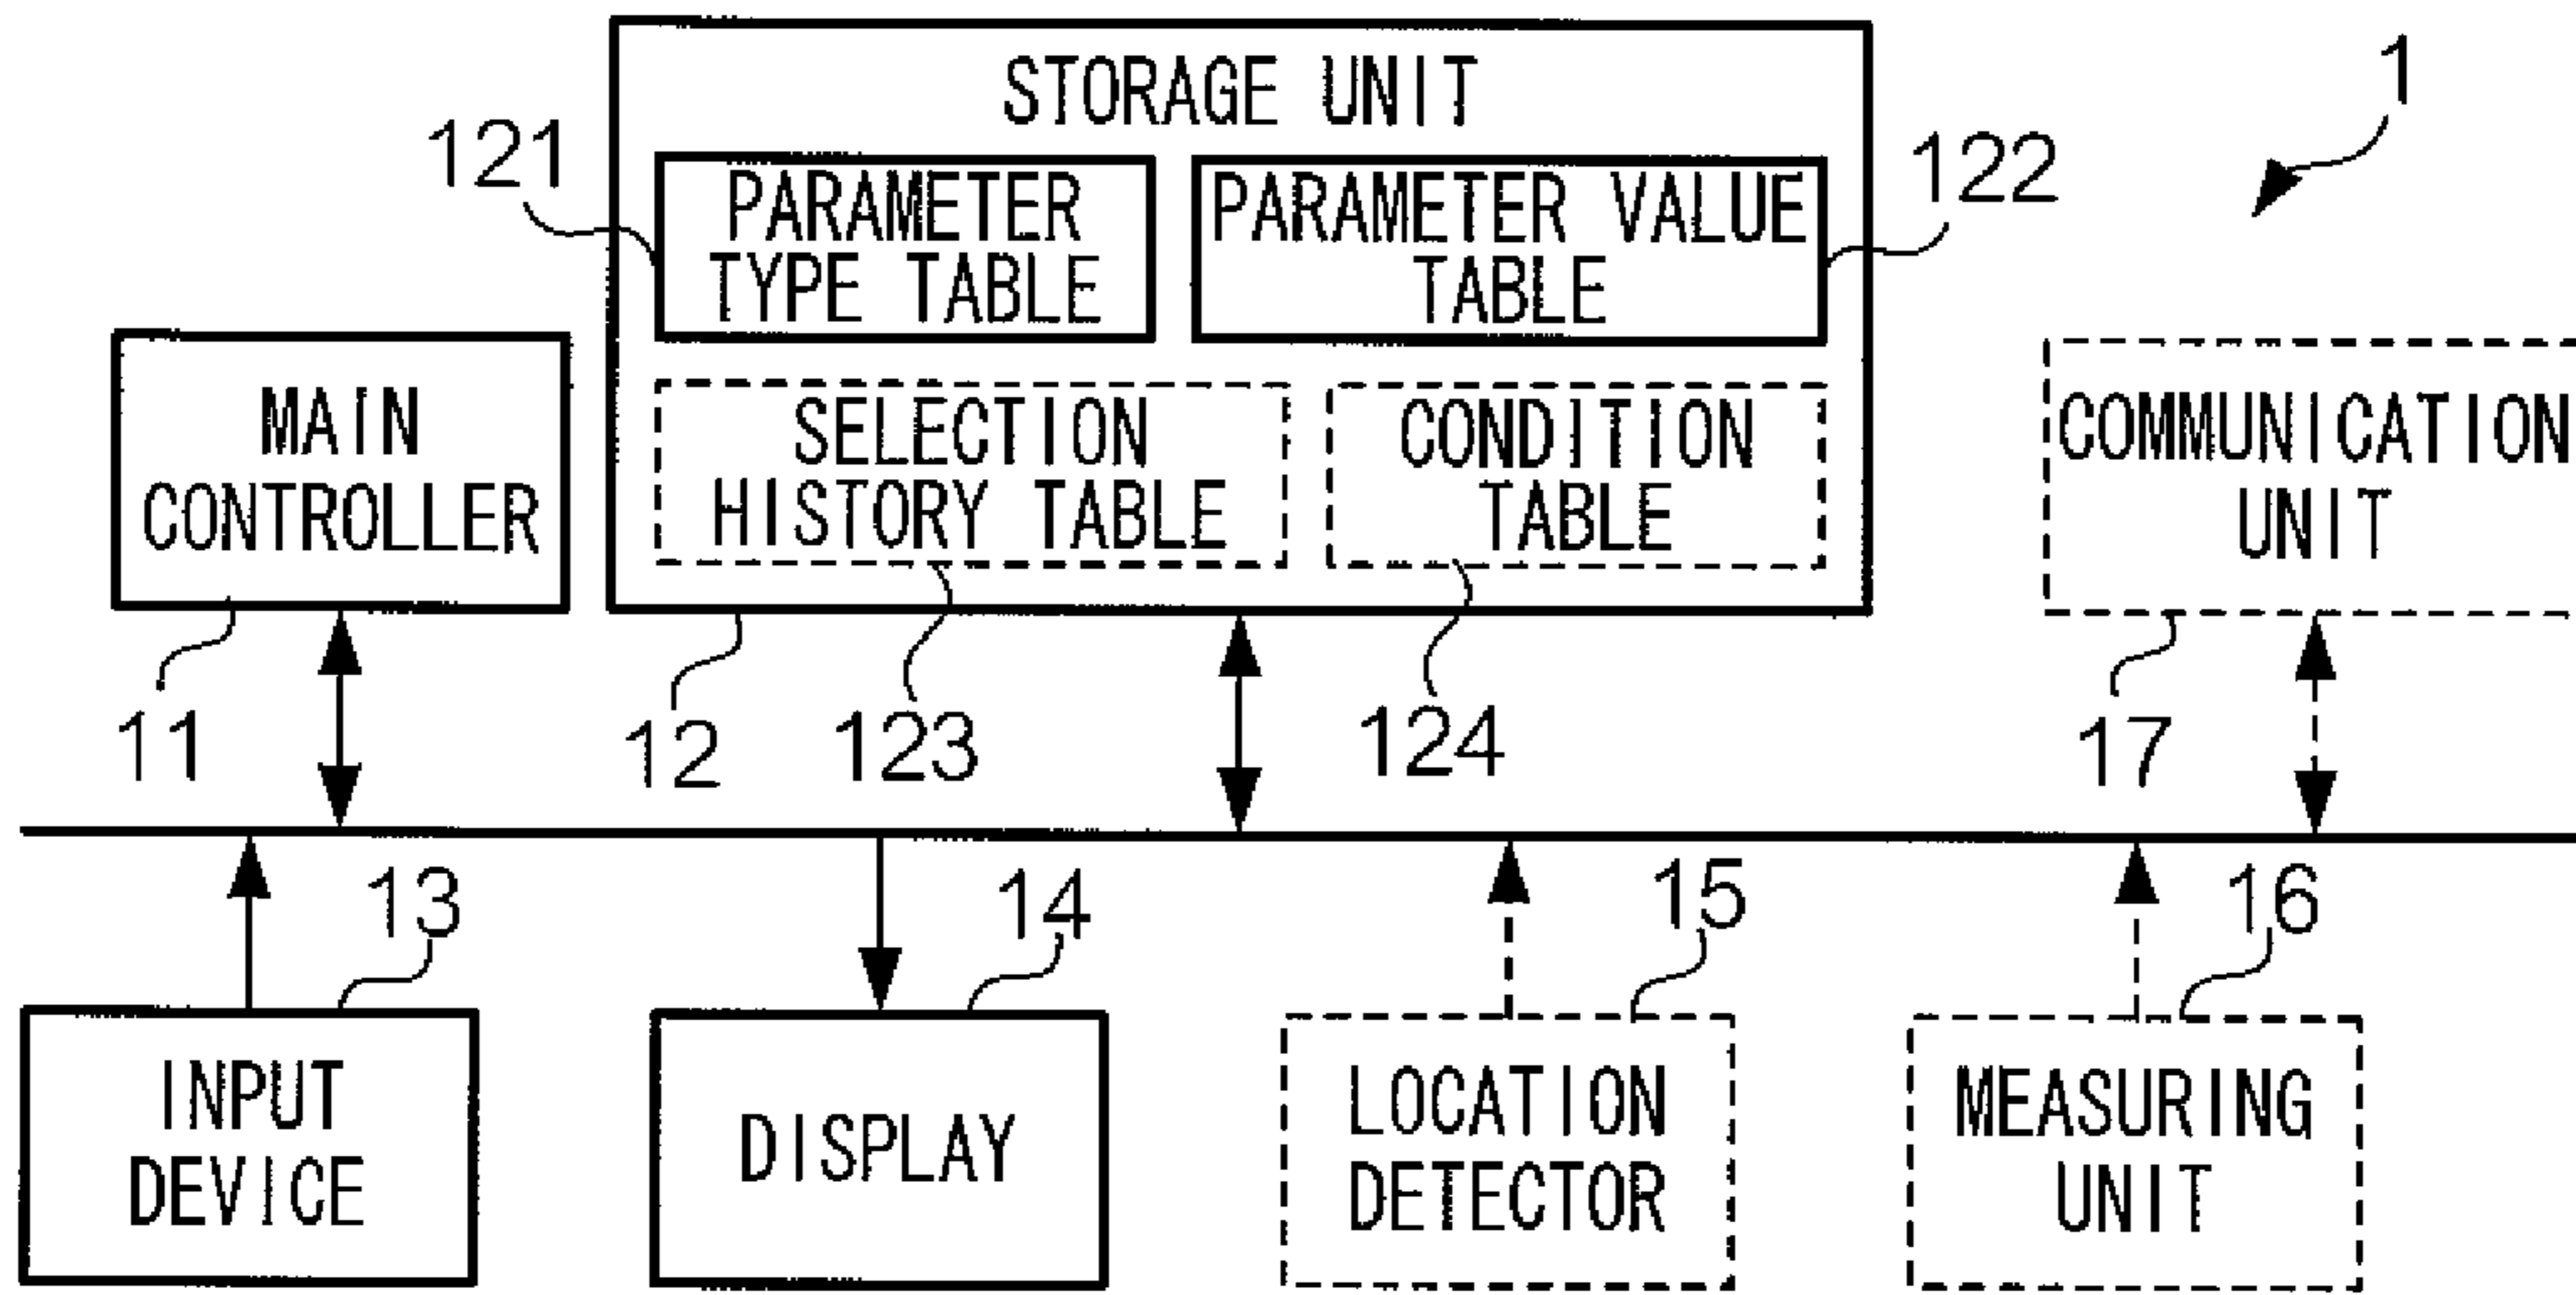 STORAGE UNIT
1
121
PARAMETER
TYPE TABLE
PARAMETER VALUE
TABLE
122
MAIN
CONTROLLER
SELECTION
HISTORY TABLE
CONDITION
TABLE
COMMUNICATION
UNIT
11
12
123
124
17
13
14
15
16
INPUT
DEVICE
DISPLAY
LOCATION
DETECTOR
MEASURING
UNIT